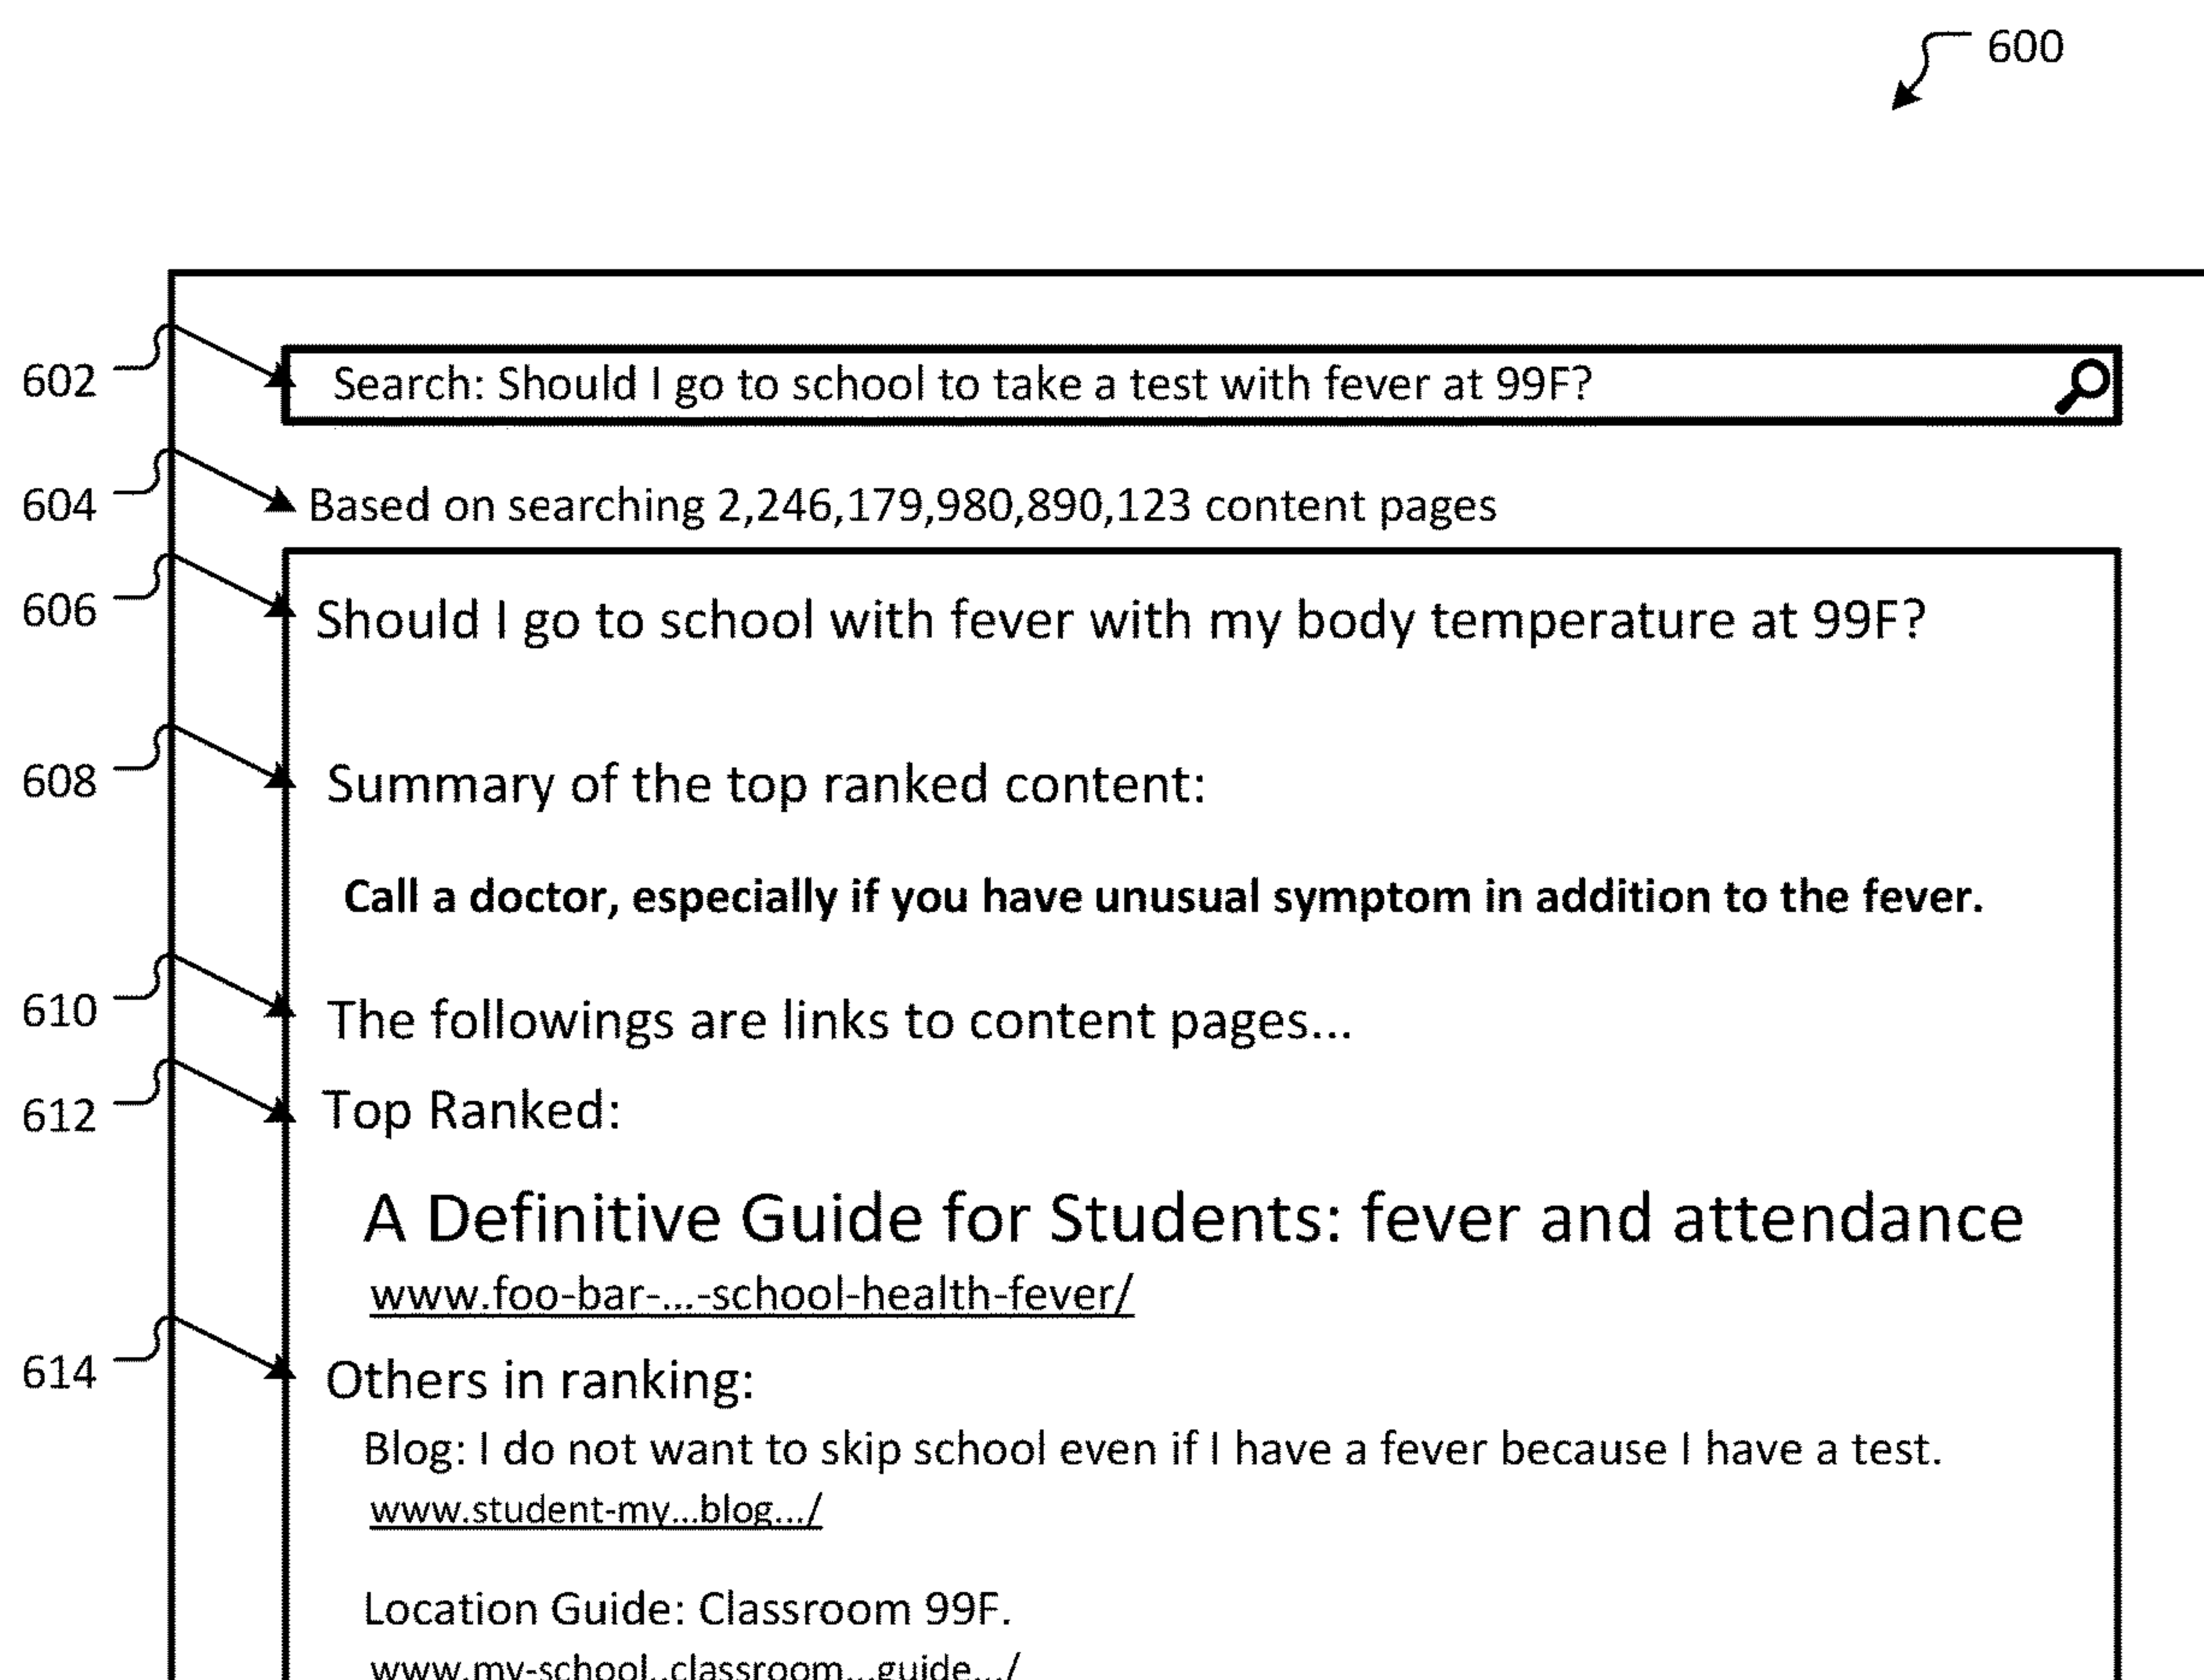 600
602 Search: Should I go to school to take a test with fever at 99F?
604 Based on searching 2,246,179,980,890,123 content pages
606 Should I go to school with fever with my body temperature at 99F?
608 Summary of the top ranked content:
Call a doctor, especially if you have unusual symptom in addition to the fever.
610 The followings are links to content pages...
612 Top Ranked:
A Definitive Guide for Students: fever and attendance
www.foo-bar-...-school-health-fever/
614 Others in ranking:
Blog: I do not want to skip school even if I have a fever because I have a test.
www.student-my...blog.../
Location Guide: Classroom 99F.
www.my-school..classroom...guide.../